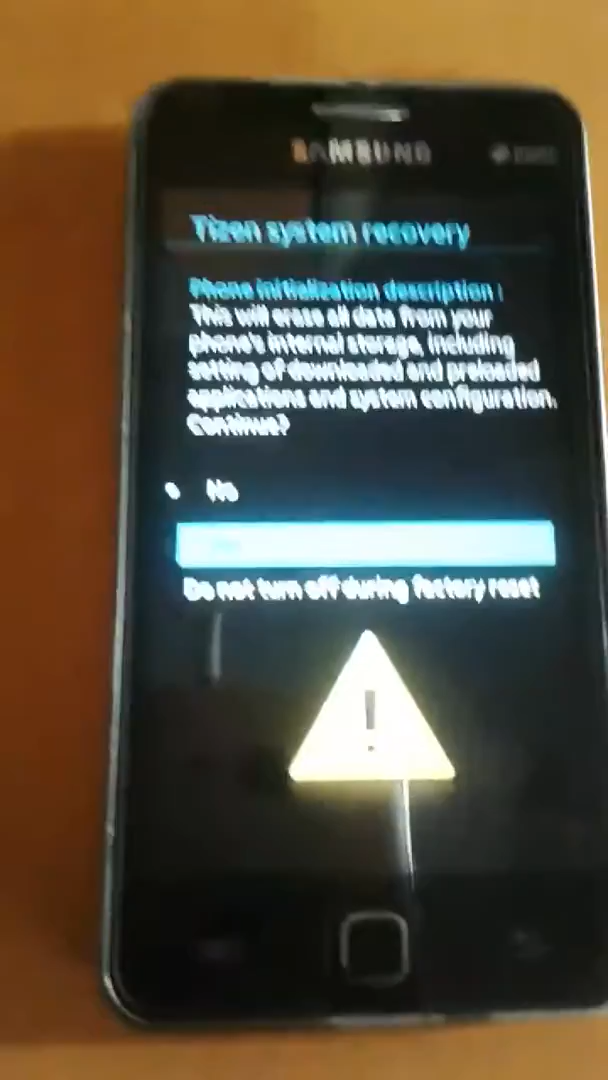 SAMSUNG
Tizen system recovery
Phone initialization description :
This will erase all data from your
phone's internal storage, including
setting of downloaded and preloaded
applications and system configuration.
Continue?
No
Do not turn off during factory reset
!